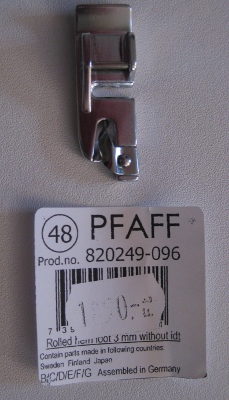 48 PFAFF
Prod.no. 820249-096
Rolled hem foot 3 mm without idt
Contain parts made in following countries.
Sweden Finland Japan
B/C/D/E/F/G Assembled in Germany